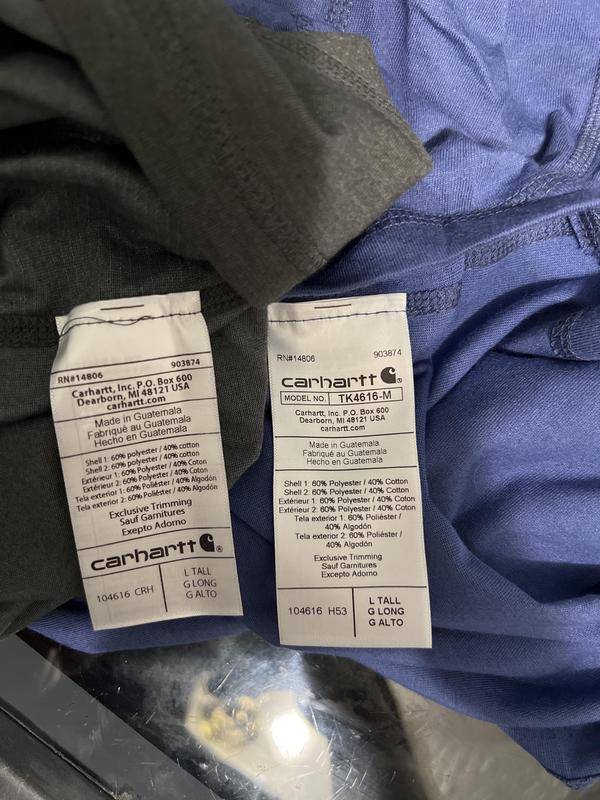 RN#14806 903874
Carhartt, Inc. P.O. Box 600
Dearborn, MI 48121 USA
carhartt.com
Made in Guatemala
Fabriqué au Guatemala
Hecho en Guatemala
Shell 1: 60% polyester / 40% cotton
Shell 2: 60% polyester / 40% cotton
Extérieur 1: 60% polyester / 40% Coton
Extérieur 2: 60% polyester / 40% Coton
Tela exterior 1: 60% Poliéster / 40% Algodón
Tela exterior 2: 60% Poliéster / 40% Algodón
Exclusive Trimming
Sauf Garnitures
Exepto Adorno
carhartt
104616 CRH
L TALL
G LONG
G ALTO
RN#14806 903874
carhartt®
MODEL NO. TK4616-M
Carhartt, Inc. P.O. Box 600
Dearborn, MI 48121 USA
carhartt.com
Made in Guatemala
Fabriqué au Guatemala
Hecho en Guatemala
Shell 1: 60% Polyester / 40% Cotton
Shell 2: 60% Polyester / 40% Cotton
Extérieur 1: 60% Polyester / 40% Coton
Extérieur 2: 60% Polyester / 40% Coton
Tela exterior 1: 60% Poliéster /
40% Algodón
Tela exterior 2: 60% Poliéster /
40% Algodón
Exclusive Trimming
Sauf Garnitures
Excepto Adorno
104616 H53
L TALL
G LONG
G ALTO